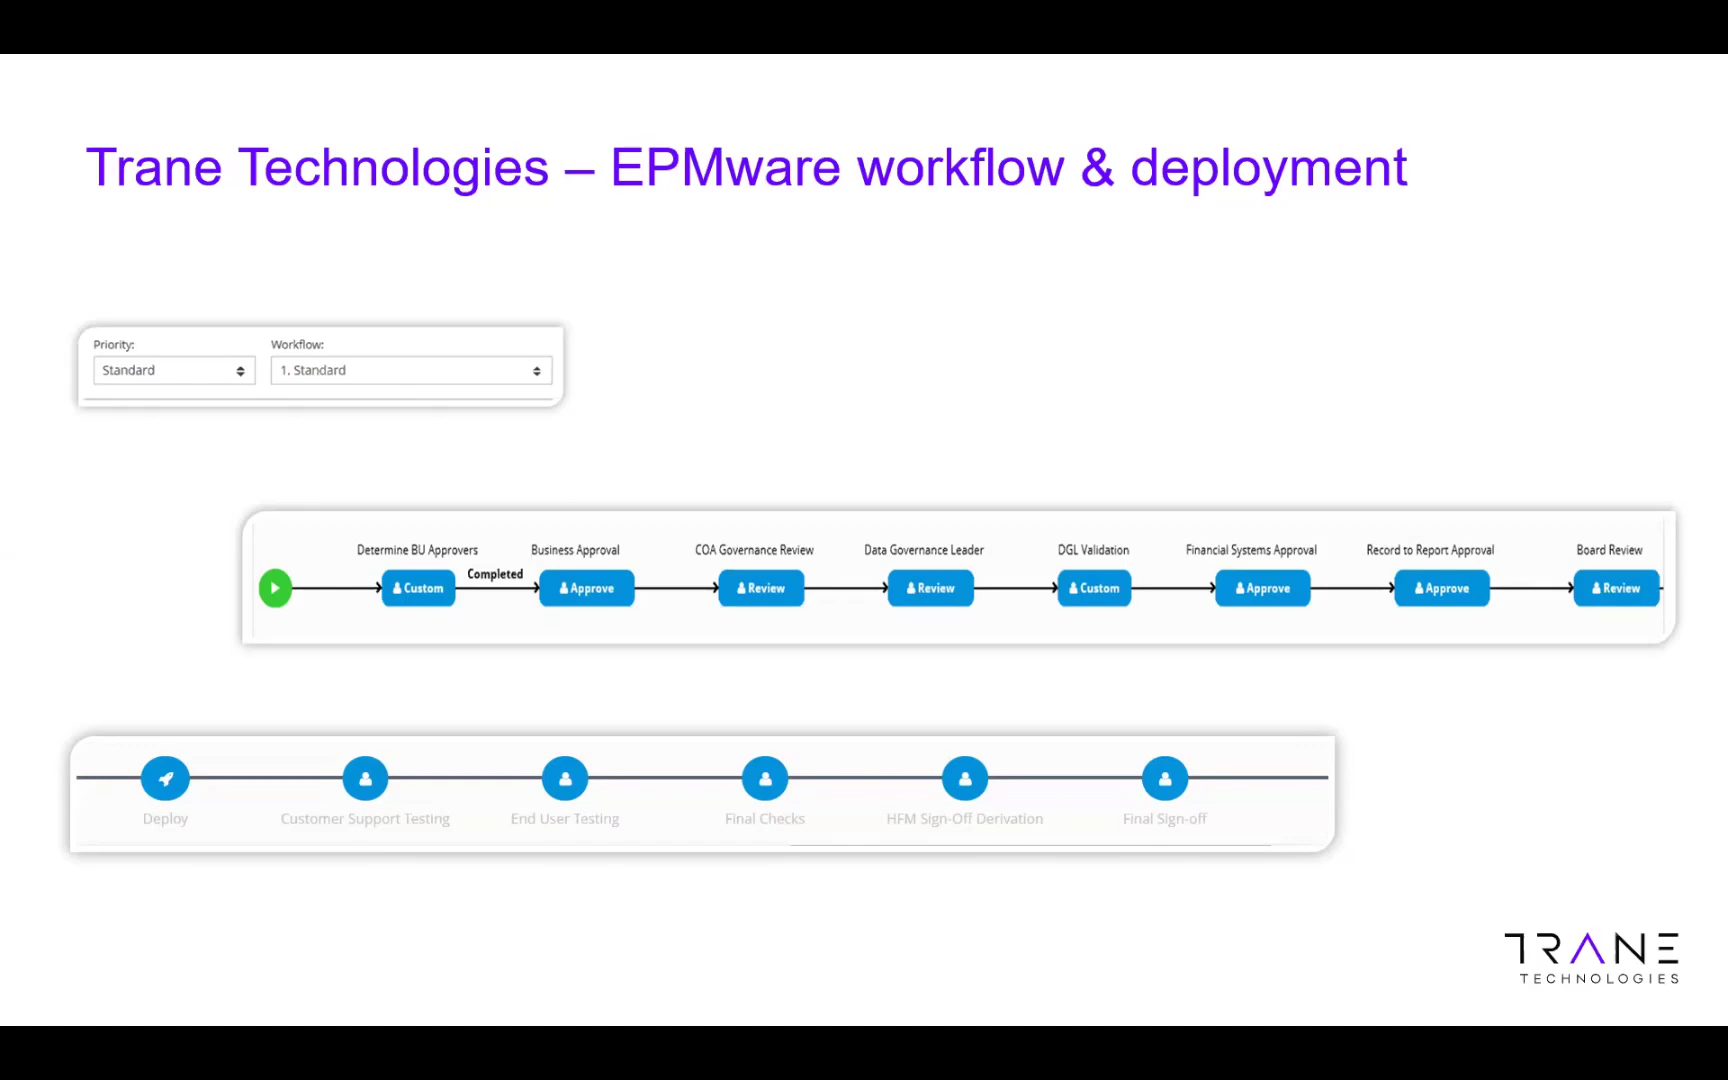 Trane Technologies – EPMware workflow & deployment
Priority: Workflow:
Standard 1. Standard
Determine BU Approvers Business Approval COA Governance Review Data Governance Leader DGL Validation Financial Systems Approval Record to Report Approval Board Review
Completed
Custom Approve Review Review Custom Approve Approve Review
Deploy Customer Support Testing End User Testing Final Checks HFM Sign-Off Derivation Final Sign-off
TRANE
TECHNOLOGIES